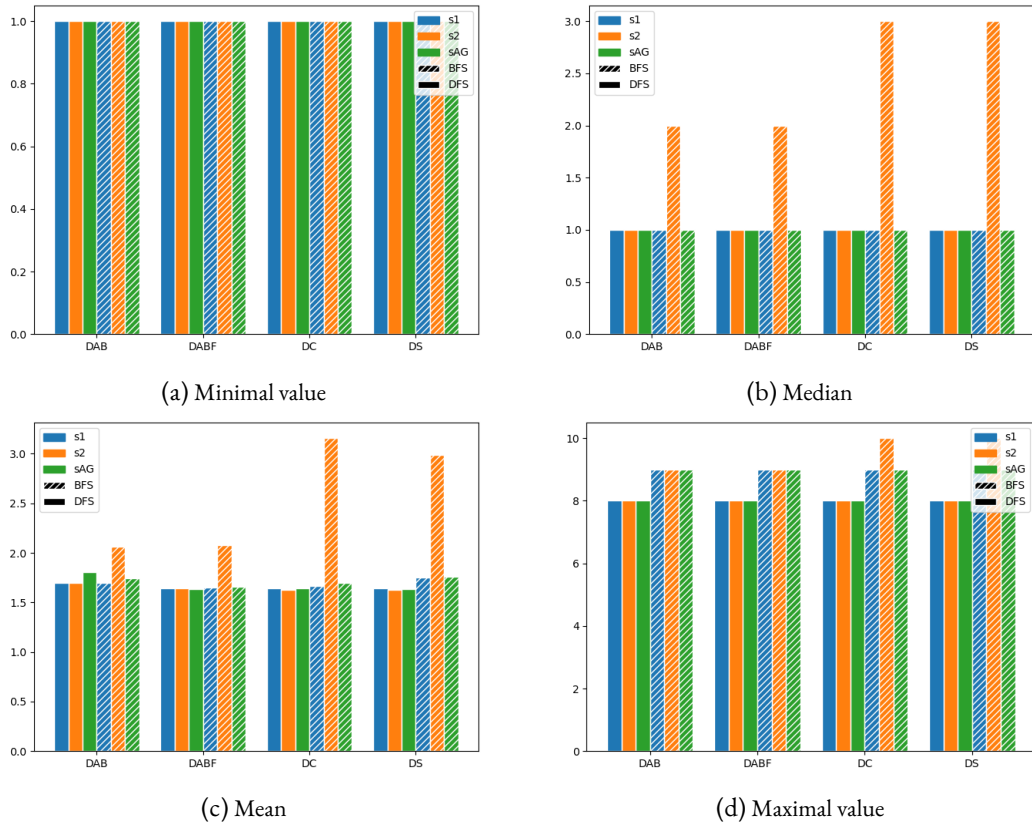 1.0
0.8
0.6
0.4
0.2
0.0
DAB DABF DC DS
s1
s2
sAG
BFS
DFS
(a) Minimal value
3.0
2.5
2.0
1.5
1.0
0.5
0.0
DAB DABF DC DS
s1
s2
sAG
BFS
DFS
(b) Median
3.0
2.5
2.0
1.5
1.0
0.5
0.0
DAB DABF DC DS
s1
s2
sAG
BFS
DFS
(c) Mean
10
8
6
4
2
0
DAB DABF DC DS
s1
s2
sAG
BFS
DFS
(d) Maximal value